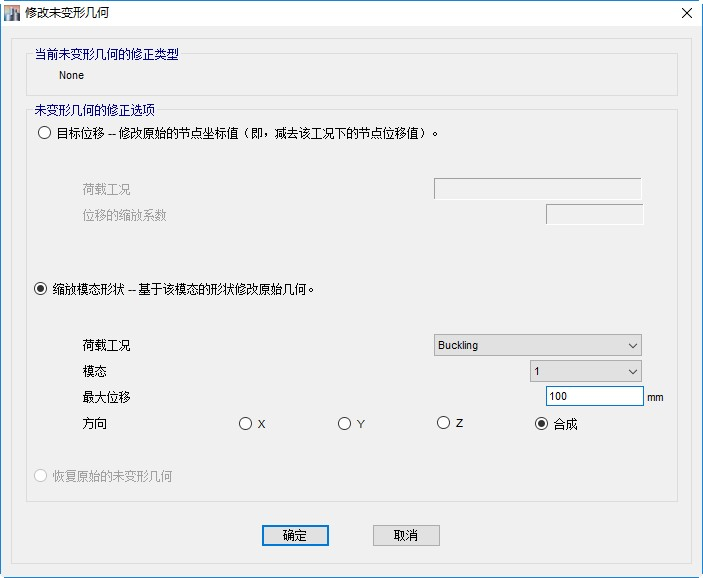 修改未变形几何
当前未变形几何的修正类型
None
未变形几何的修正选项
目标位移 -- 修改原始的节点坐标值（即，减去该工况下的节点位移值）。
荷载工况
位移的缩放系数
缩放模态形状 -- 基于该模态的形状修改原始几何。
荷载工况 Buckling
模态 1
最大位移 100 mm
方向 X Y Z 合成
恢复原始的未变形几何
确定 取消